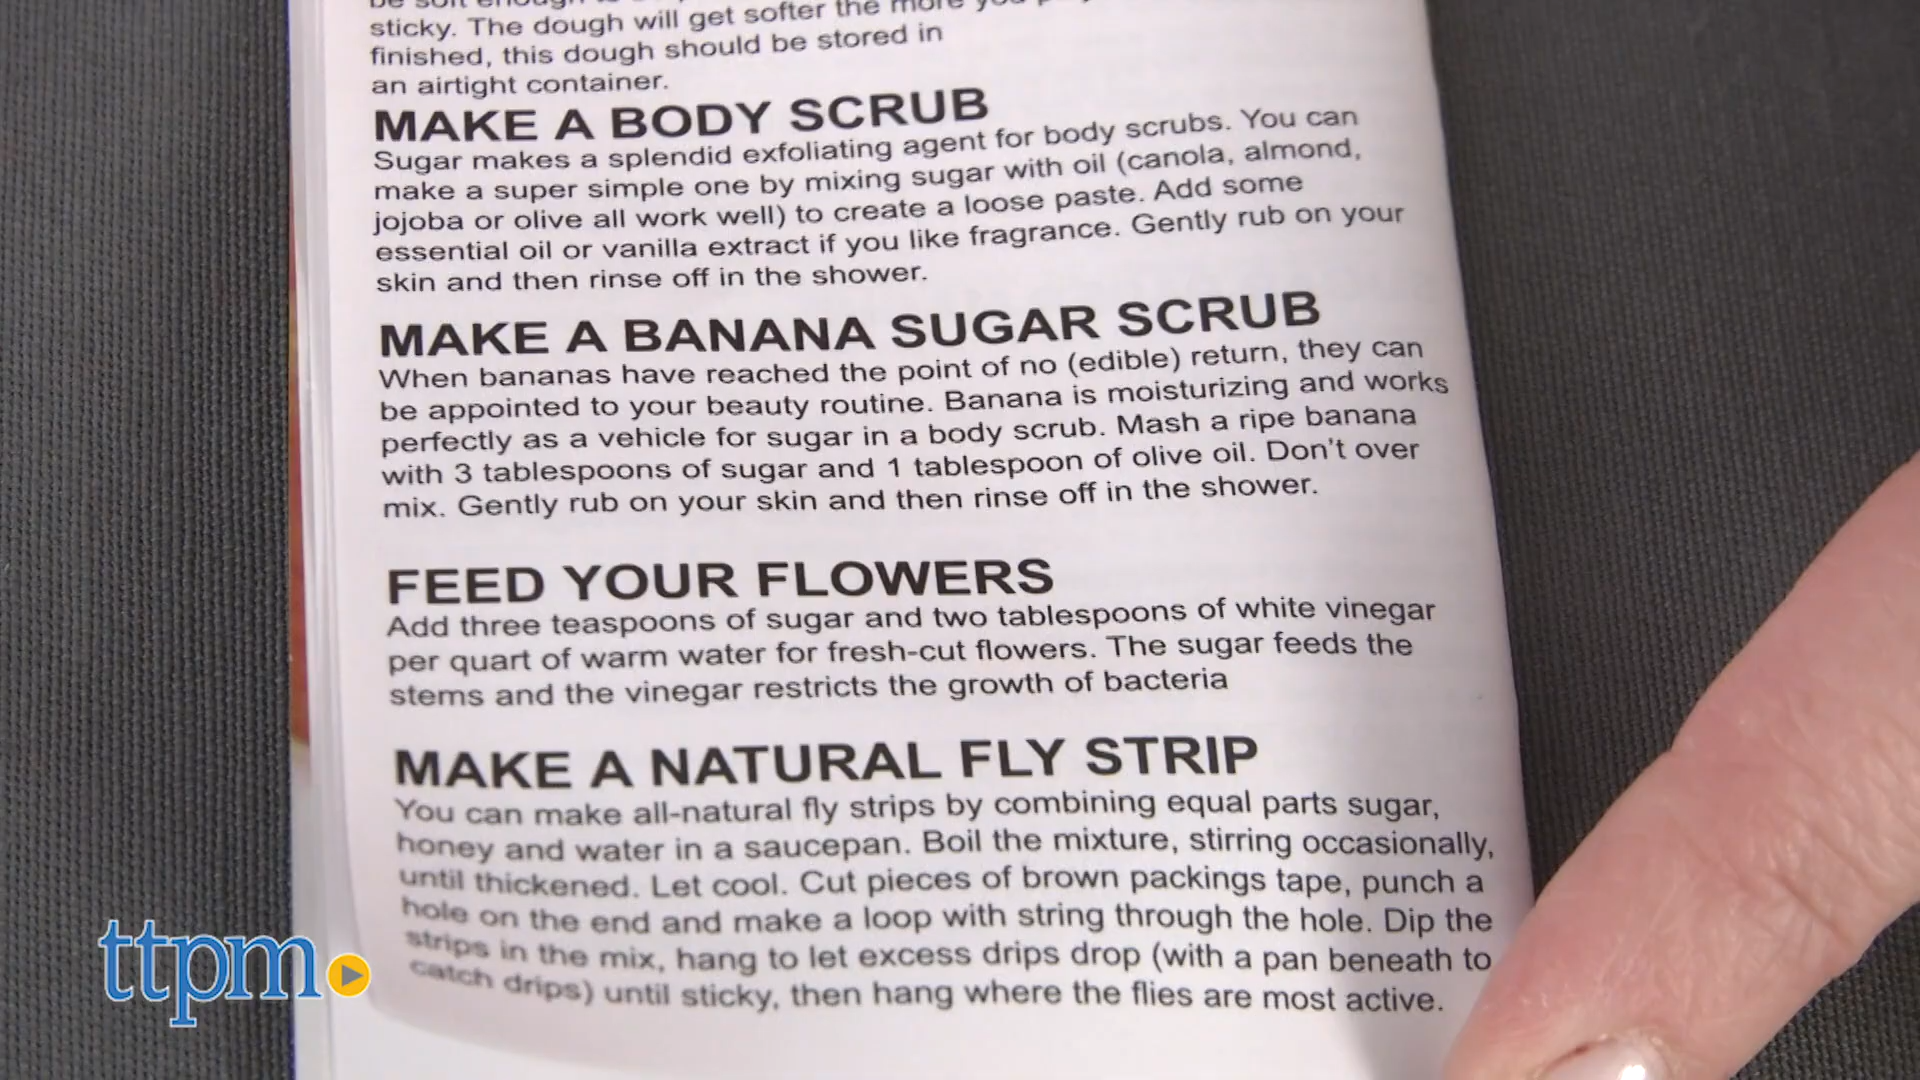 sticky. The dough will get softer the more you
finished, this dough should be stored in
an airtight container.
MAKE A BODY SCRUB
Sugar makes a splendid exfoliating agent for body scrubs. You can
make a super simple one by mixing sugar with oil (canola, almond,
jojoba or olive all work well) to create a loose paste. Add some
essential oil or vanilla extract if you like fragrance. Gently rub on your
skin and then rinse off in the shower.
MAKE A BANANA SUGAR SCRUB
When bananas have reached the point of no (edible) return, they can
be appointed to your beauty routine. Banana is moisturizing and works
perfectly as a vehicle for sugar in a body scrub. Mash a ripe banana
with 3 tablespoons of sugar and 1 tablespoon of olive oil. Don't over
mix. Gently rub on your skin and then rinse off in the shower.
FEED YOUR FLOWERS
Add three teaspoons of sugar and two tablespoons of white vinegar
per quart of warm water for fresh-cut flowers. The sugar feeds the
stems and the vinegar restricts the growth of bacteria
MAKE A NATURAL FLY STRIP
You can make all-natural fly strips by combining equal parts sugar,
honey and water in a saucepan. Boil the mixture, stirring occasionally,
until thickened. Let cool. Cut pieces of brown packings tape, punch a
hole on the end and make a loop with string through the hole. Dip the
strips in the mix, hang to let excess drips drop (with a pan beneath to
catch drips) until sticky, then hang where the flies are most active.
ttpm